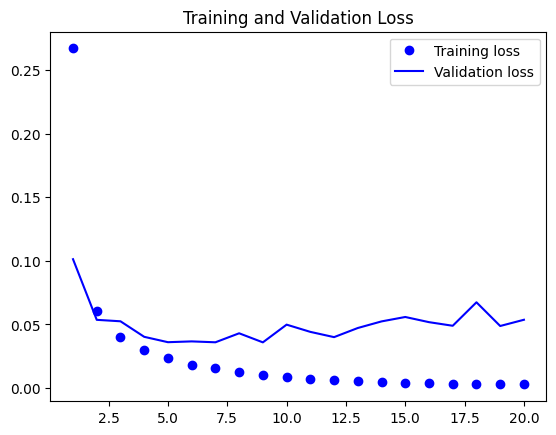 Training and Validation Loss
Training loss
Validation loss
0.25
0.20
0.15
0.10
0.05
0.00
2.5 5.0 7.5 10.0 12.5 15.0 17.5 20.0